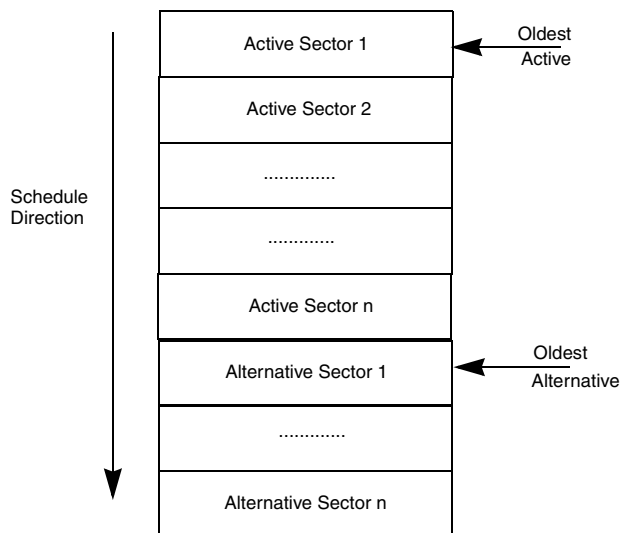 Active Sector 1
Oldest
Active
Active Sector 2
..............
Schedule
Direction
.............
Active Sector n
Alternative Sector 1
Oldest
Alternative
.............
Alternative Sector n